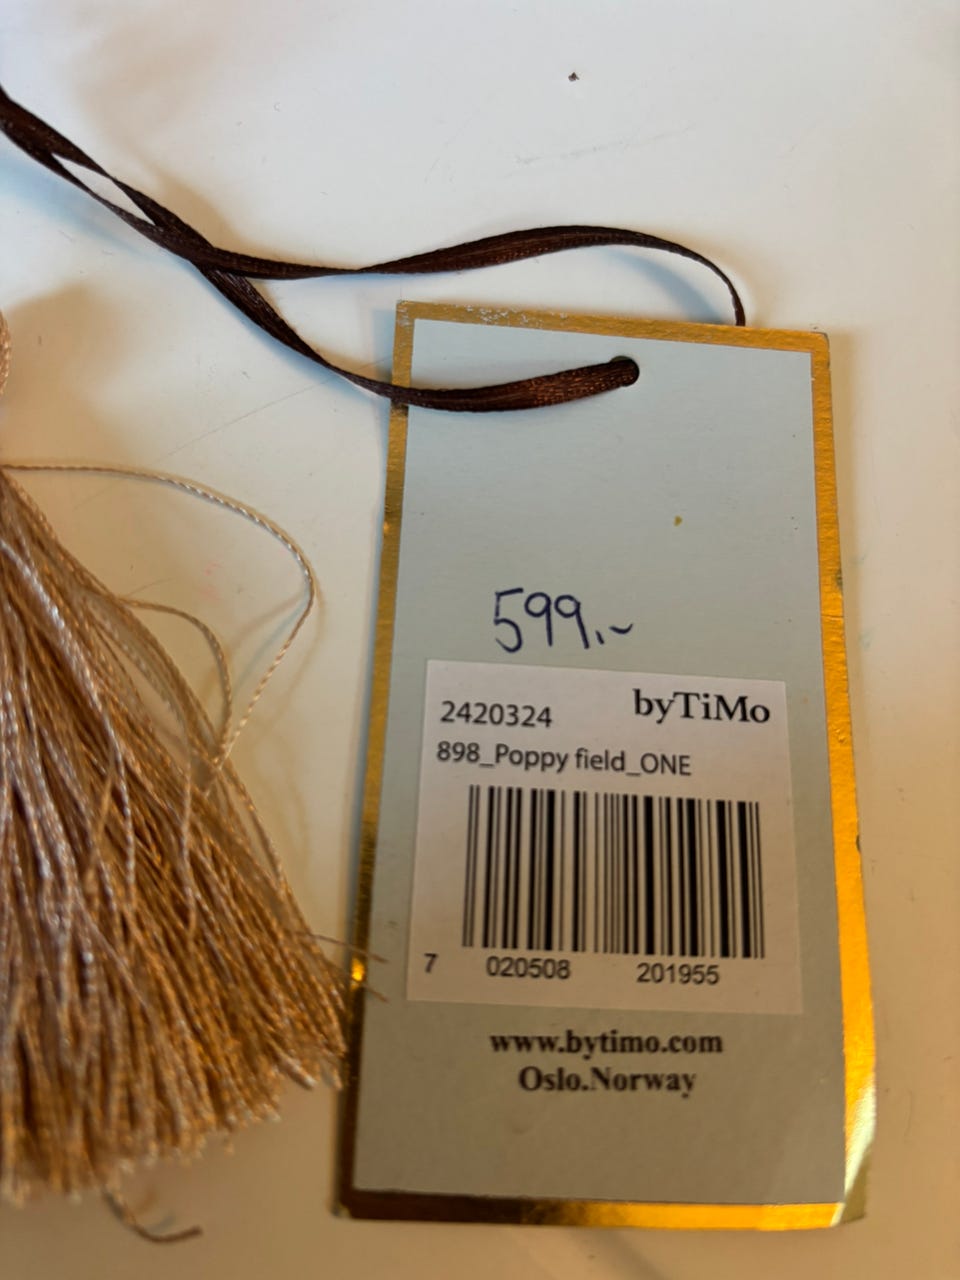 599.-
byTiMo
2420324
898_Poppy field_ONE
7 020508 201955
www.bytimo.com
Oslo.Norway